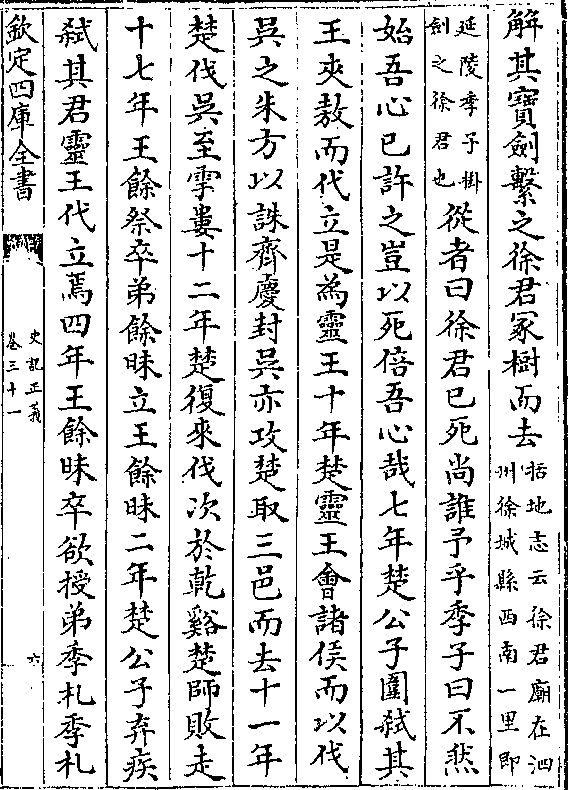 解其寶劍繫之徐君冢樹而去括地志云徐君廟在泗州徐城縣西南一里即
延陵季子掛劍之徐君也從者曰徐君已死尚誰予乎季子曰不然
始吾心已許之豈以死倍吾心哉七年楚公子圍弑其
王夾敖而代立是為靈王十年楚靈王會諸侯而以伐
吳之朱方以誅齊慶封吳亦攻楚取三邑而去十一年
楚伐吳至雩婁十二年楚復來伐次於乾谿楚師敗走
十七年王餘祭卒弟餘昧立王餘昧二年楚公子弃疾
弑其君靈王代立焉四年王餘昧卒欲授弟季札季札
欽定四庫全書
史記正義
卷三十一
六